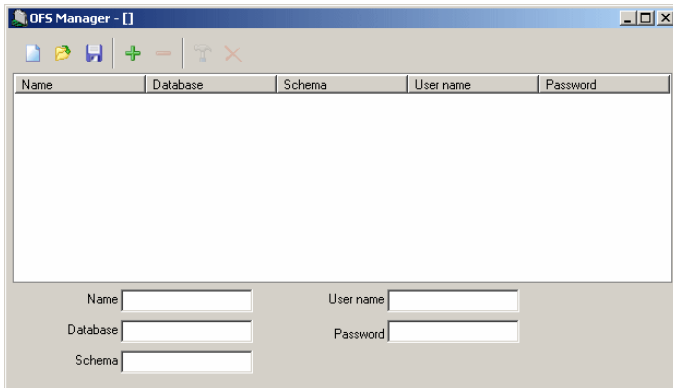 OFS Manager - []
Name Database Schema User name Password
Name User name
Database Password
Schema